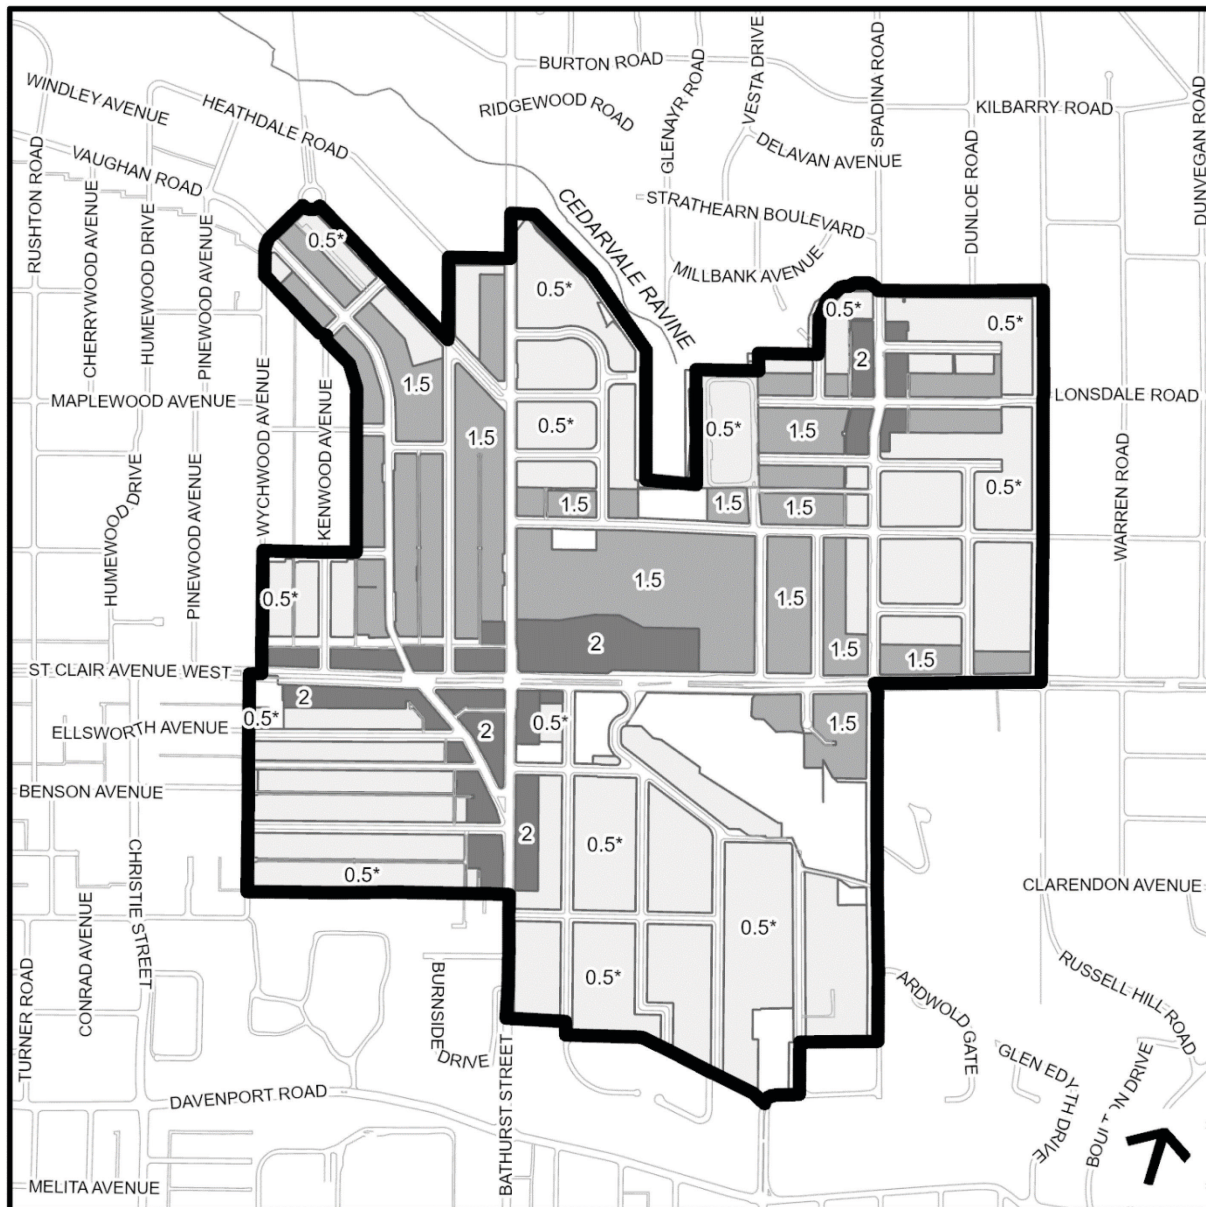 BURTON ROAD
WINDLEY AVENUE
HEATHDALE ROAD
RIDGEWOOD ROAD
GLENAYR ROAD
VESTA DRIVE
SPADINA ROAD
KILBARRY ROAD
DUNVEGAN ROAD
VAUGHAN ROAD
DELAVAN AVENUE
DUNLOE ROAD
RUSHTON ROAD
CHERRYWOOD AVENUE
HUMEWOOD DRIVE
PINEWOOD AVENUE
STRATHEARN BOULEVARD
CEDARVALE RAVINE
MILLBANK AVENUE
0.5*
0.5*
0.5*
0.5*
2
1.5
MAPLEWOOD AVENUE
LONSDALE ROAD
WYCHWOOD AVENUE
KENWOOD AVENUE
0.5*
0.5*
1.5
1.5
HUMEWOOD DRIVE
PINEWOOD AVENUE
0.5*
WARREN ROAD
1.5
1.5
1.5
1.5
1.5
0.5*
2
1.5
1.5
ST CLAIR AVENUE WEST
2
0.5*
0.5*
1.5
ELLSWORTH AVENUE
2
BENSON AVENUE
2
0.5*
0.5*
CHRISTIE STREET
CLARENDON AVENUE
CONRAD AVENUE
0.5*
TURNER ROAD
BURNSIDE DRIVE
0.5*
ARDWOLD GATE
RUSSELL HILL ROAD
BATHURST STREET
GLEN EDYTH DRIVE
BOULTON DRIVE
DAVENPORT ROAD
MELITA AVENUE